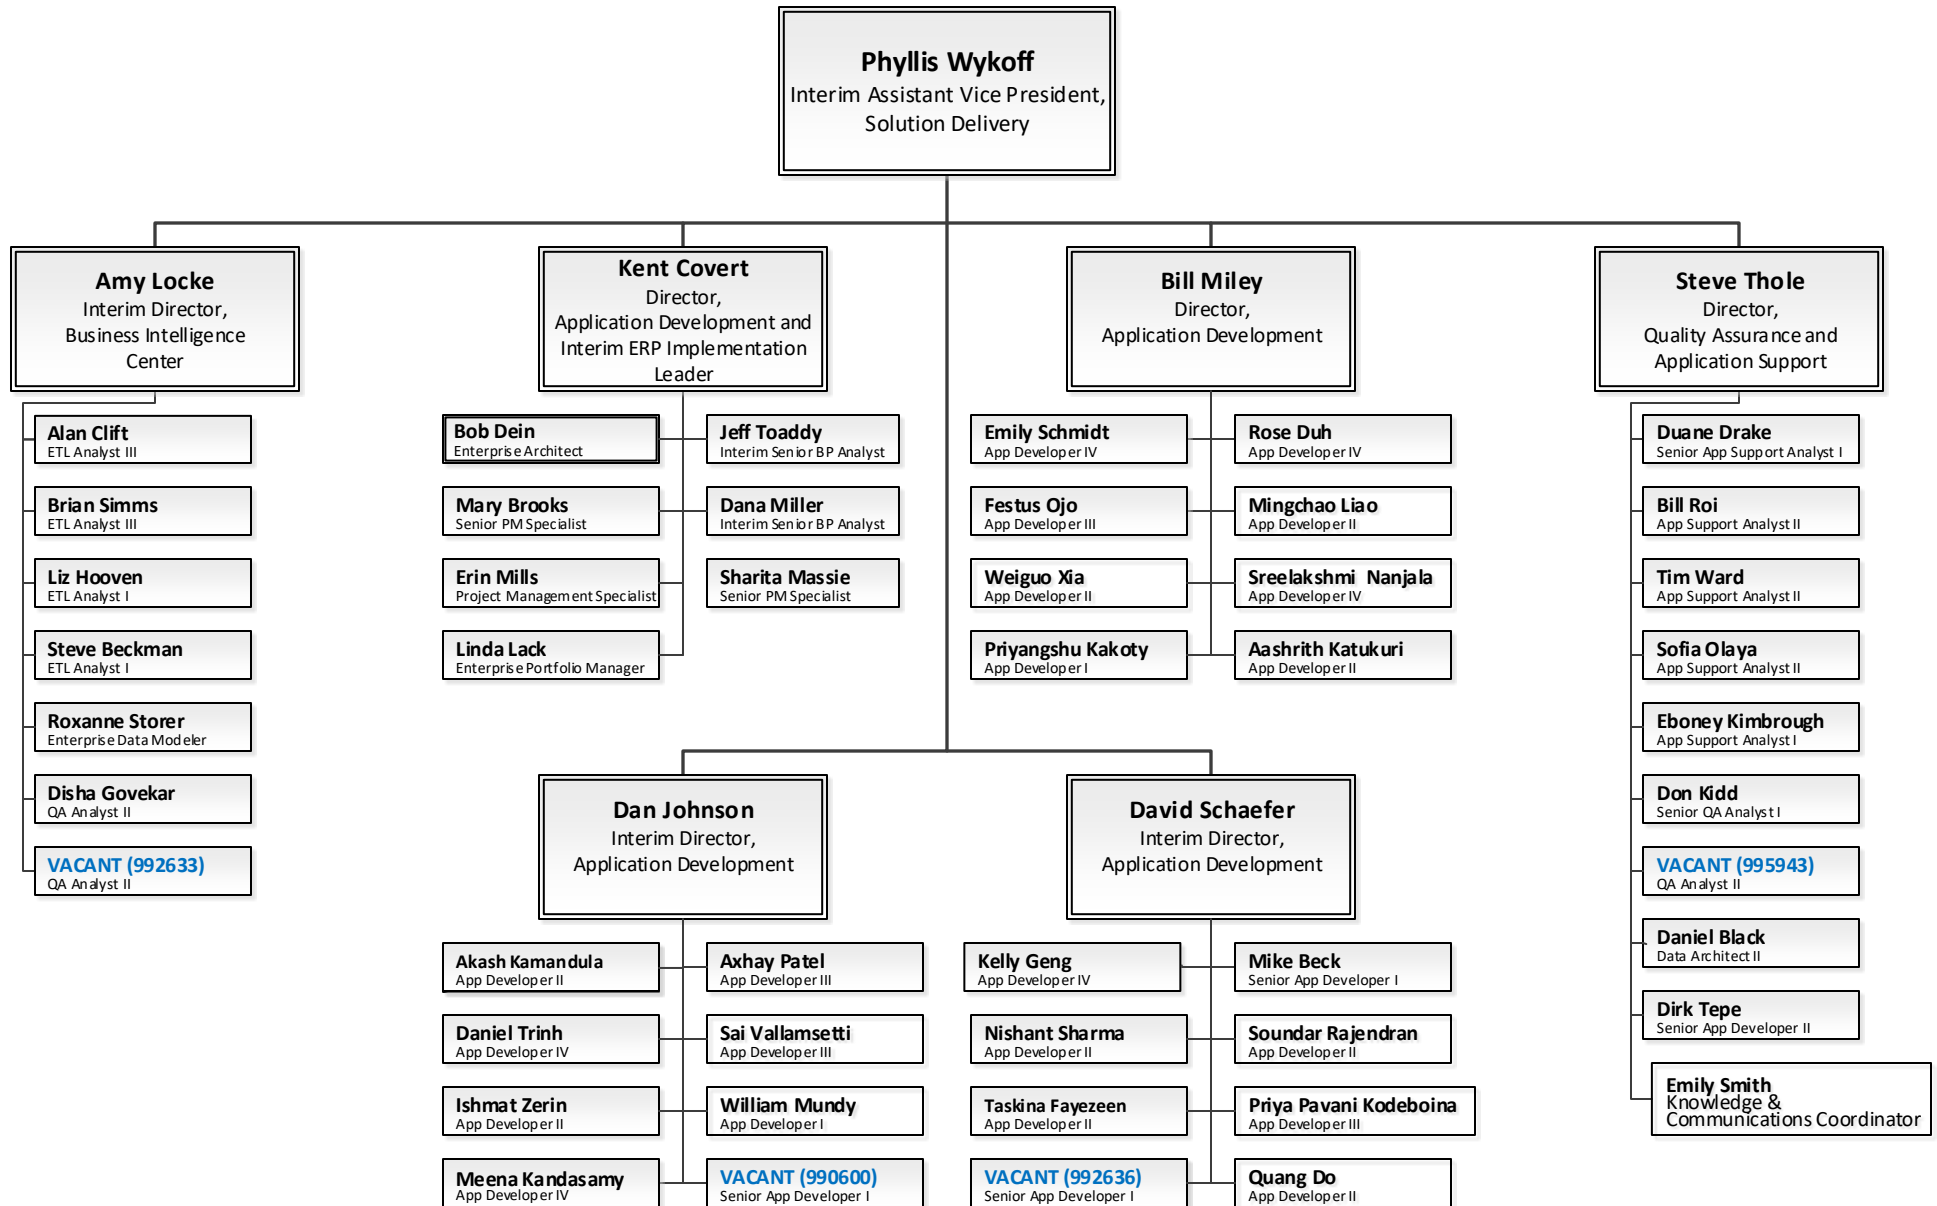 Phyllis Wykoff
Interim Assistant Vice President,
Solution Delivery
Amy Locke
Interim Director,
Business Intelligence
Center
Alan Clift
ETL Analyst III
Brian Simms
ETL Analyst III
Liz Hooven
ETL Analyst I
Steve Beckman
ETL Analyst I
Roxanne Storer
Enterprise Data Modeler
Disha Govekar
QA Analyst II
VACANT (992633)
QA Analyst II
Kent Covert
Director,
Application Development and
Interim ERP Implementation
Leader
Bob Dein
Enterprise Architect
Jeff Toaddy
Interim Senior BP Analyst
Mary Brooks
Senior PM Specialist
Dana Miller
Interim Senior BP Analyst
Erin Mills
Project Management Specialist
Sharita Massie
Senior PM Specialist
Linda Lack
Enterprise Portfolio Manager
Bill Miley
Director,
Application Development
Emily Schmidt
App Developer IV
Rose Duh
App Developer IV
Festus Ojo
App Developer III
Mingchao Liao
App Developer II
Weiguo Xia
App Developer II
Sreelakshmi Nanjala
App Developer IV
Priyangshu Kakoty
App Developer I
Aashrith Katukuri
App Developer II
Steve Thole
Director,
Quality Assurance and
Application Support
Duane Drake
Senior App Support Analyst I
Bill Roi
App Support Analyst II
Tim Ward
App Support Analyst II
Sofia Olaya
App Support Analyst II
Eboney Kimbrough
App Support Analyst I
Don Kidd
Senior QA Analyst I
VACANT (995943)
QA Analyst II
Daniel Black
Data Architect II
Dirk Tepe
Senior App Developer II
Emily Smith
Knowledge &
Communications Coordinator
Dan Johnson
Interim Director,
Application Development
Akash Kamandula
App Developer II
Axhay Patel
App Developer III
Daniel Trinh
App Developer IV
Sai Vallamsetti
App Developer III
Ishmat Zerin
App Developer II
William Mundy
App Developer I
Meena Kandasamy
App Developer IV
VACANT (990600)
Senior App Developer I
David Schaefer
Interim Director,
Application Development
Kelly Geng
App Developer IV
Mike Beck
Senior App Developer I
Nishant Sharma
App Developer II
Soundar Rajendran
App Developer II
Taskina Fayezeen
App Developer II
Priya Pavani Kodeboina
App Developer III
VACANT (992636)
Senior App Developer I
Quang Do
App Developer II